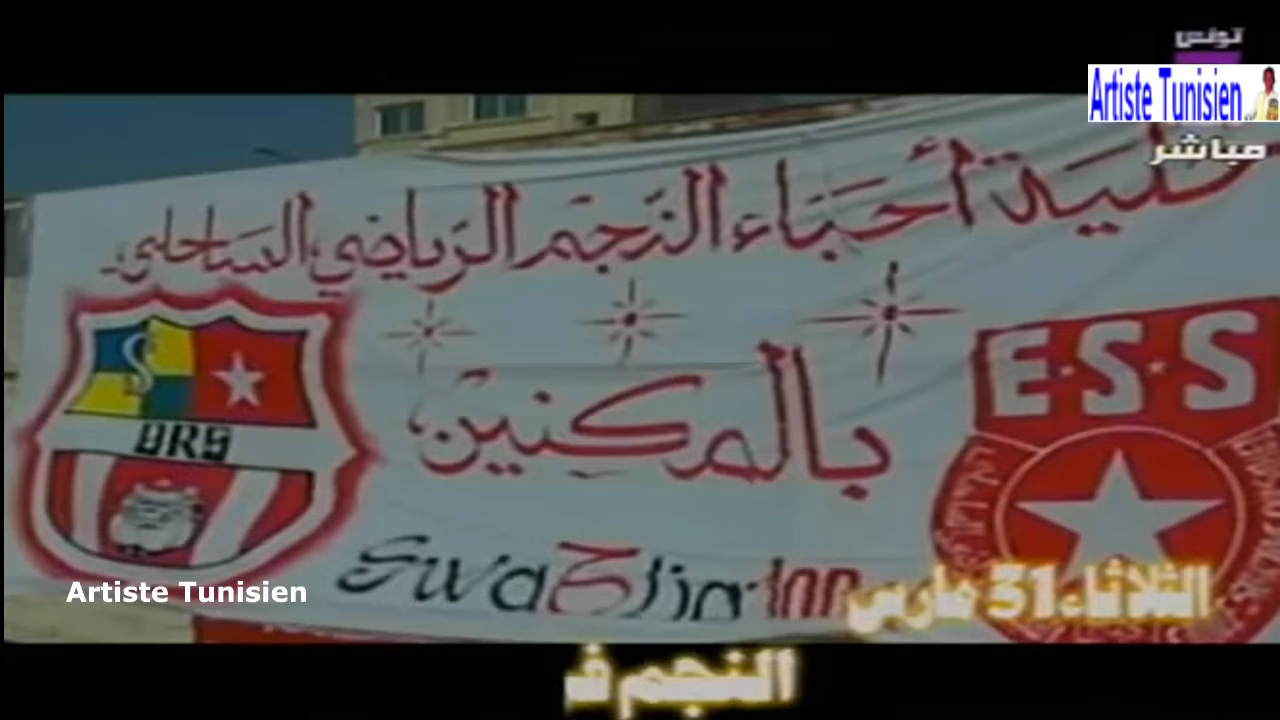 تونس
Artiste Tunisien
مباشر
خلية أحباء النجم الرياضي الساحلي
بالمكنين
E.S.S
BRS
الثلاثاء 31 مارس
Artiste Tunisien
النجم ف